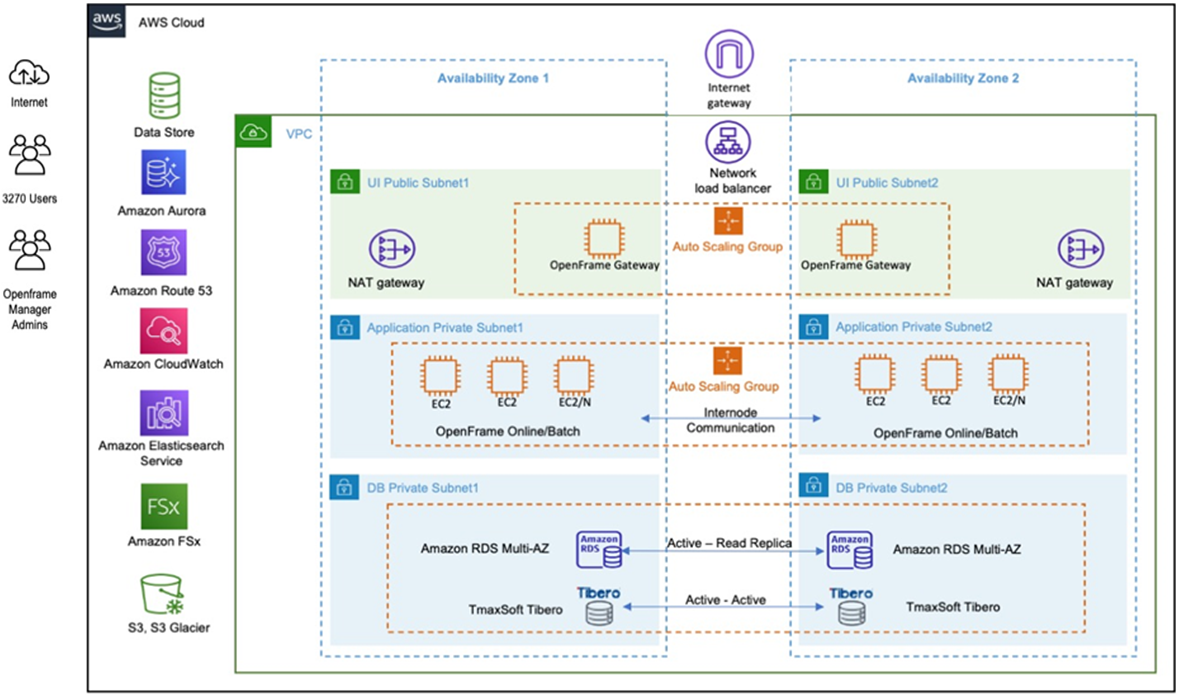 aws
AWS Cloud
Internet
3270 Users
Openframe
Manager
Admins
Data Store
Amazon Aurora
53
Amazon Route 53
Amazon CloudWatch
Amazon Elasticsearch
Service
FSx
Amazon FSx
S3, S3 Glacier
Availability Zone 1
Internet
gateway
Availability Zone 2
VPC
Network
load balancer
UI Public Subnet1
UI Public Subnet2
NAT gateway
OpenFrame Gateway
Auto Scaling Group
OpenFrame Gateway
NAT gateway
Application Private Subnet1
Application Private Subnet2
EC2
EC2
EC2/N
OpenFrame Online/Batch
Auto Scaling Group
Internode
Communication
EC2
EC2
EC2/N
OpenFrame Online/Batch
DB Private Subnet1
DB Private Subnet2
Amazon RDS Multi-AZ
Amazon
RDS
Active – Read Replica
Amazon
RDS
Amazon RDS Multi-AZ
TmaxSoft Tibero
Tibero
Active - Active
Tibero
TmaxSoft Tibero